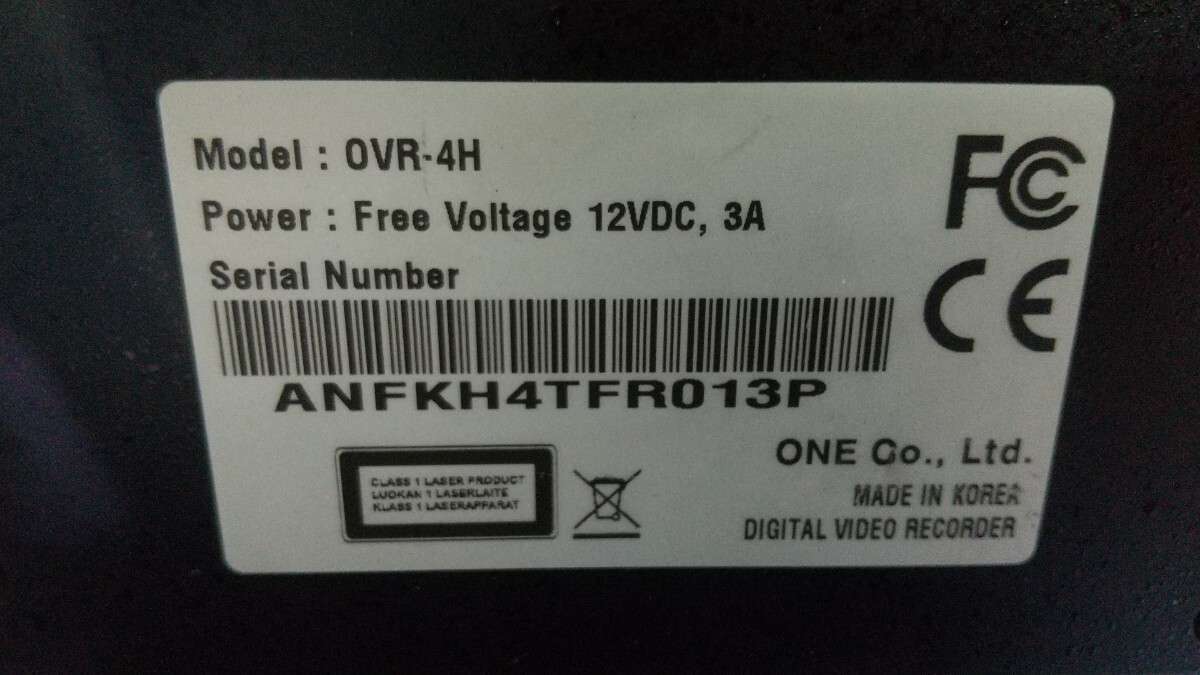 Model : OVR-4H
Power : Free Voltage 12VDC, 3A
Serial Number
ANFKH4TFR013P
FC
CE
CLASS 1 LASER PRODUCT
LUOKAN 1 LASERLAITE
KLASS 1 LASERAPPARAT
ONE Co., Ltd.
MADE IN KOREA
DIGITAL VIDEO RECORDER